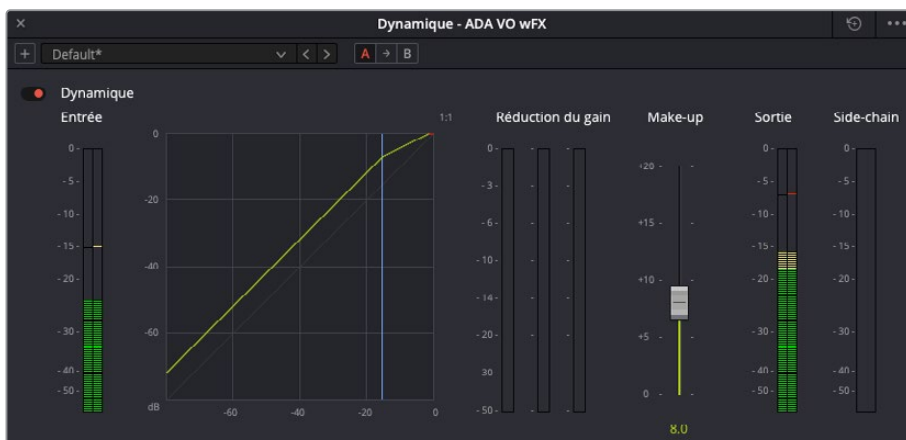 × Dynamique - ADA VO wFX
+ Default* < > A → B
Dynamique
Entrée
1:1
Réduction du gain
Make-up
Sortie
Side-chain
0 -
- 5 -
- 10 -
- 15 -
- 20 -
- 30 -
- 40 -
- 50 -
0
-20
-40
-60
dB
-60
-40
-20
0
0 -
- 3 -
- 6 -
- 10 -
- 14 -
- 20 -
30
- 50 -
+20
+15
+10
+5
0
8.0
0 -
- 5 -
- 10 -
- 15 -
- 20 -
- 30 -
- 40 -
- 50 -
0 -
- 5 -
- 10 -
- 15 -
- 20 -
- 30 -
- 40 -
- 50 -